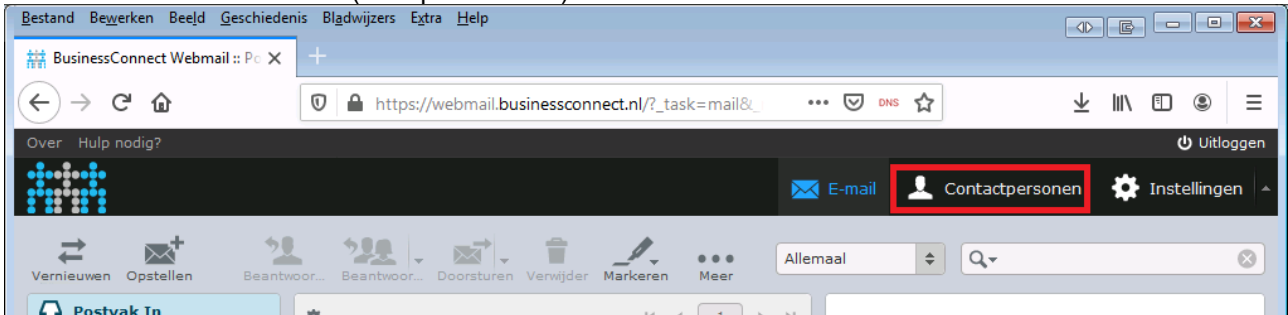 Bestand Bewerken Beeld Geschiedenis Bladwijzers Extra Help
BusinessConnect Webmail :: Po
https://webmail.businessconnect.nl/?_task=mail&_
DNS
Over Hulp nodig? Uitloggen
E-mail Contactpersonen Instellingen
Allemaal
Vernieuwen Opstellen Beantwoor... Beantwoor... Doorsturen Verwijder Markeren Meer
Postvak In
1